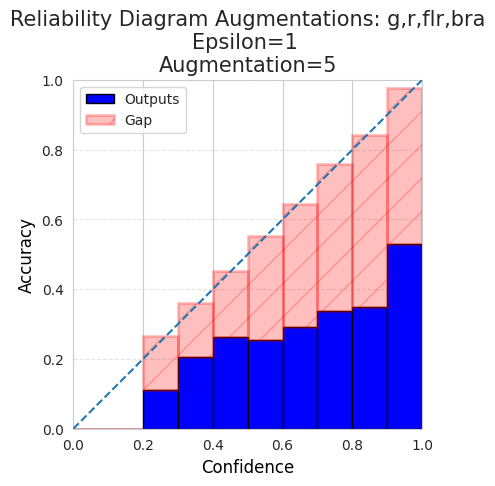 Reliability Diagram Augmentations: g,r,flr,bra
Epsilon=1
Augmentation=5
1.0
Outputs
Gap
0.8
0.6
0.4
0.2
0.0
Accuracy
0.0 0.2 0.4 0.6 0.8 1.0
Confidence